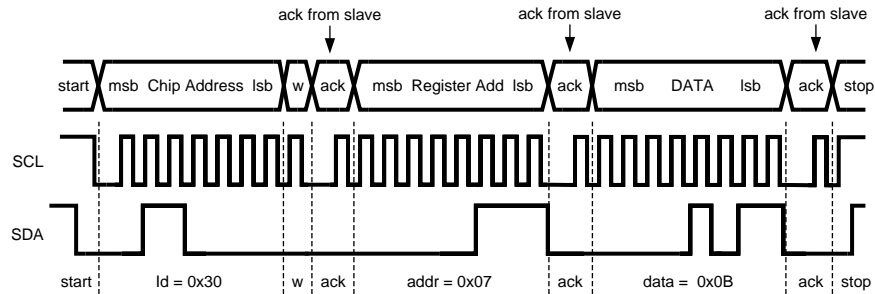 ack from slave ack from slave ack from slave
start msb Chip Address lsb w ack msb Register Add lsb ack msb DATA lsb ack stop
SCL
SDA
start Id = 0x30 w ack addr = 0x07 ack data = 0x0B ack stop